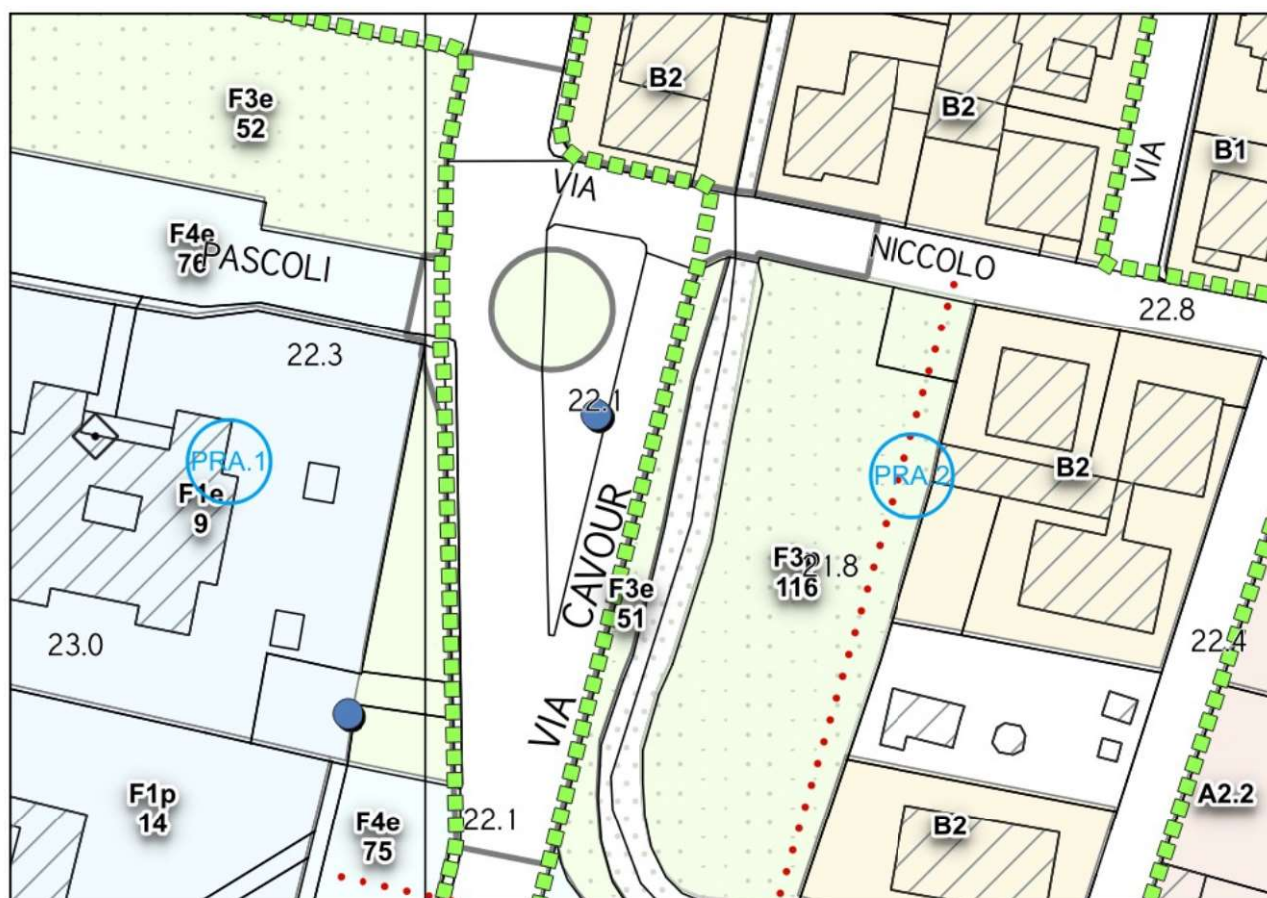 F3e
52
B2
B2
B1
VIA
VIA
F4e
76
PASCOLI
NICCOLO
22.8
22.3
22.1
PRA.1
F1e
9
PRA.2
B2
CAVOUR
21.8
116
F3e
51
23.0
22.4
VIA
F1p
14
F4e
75
22.1
B2
A2.2